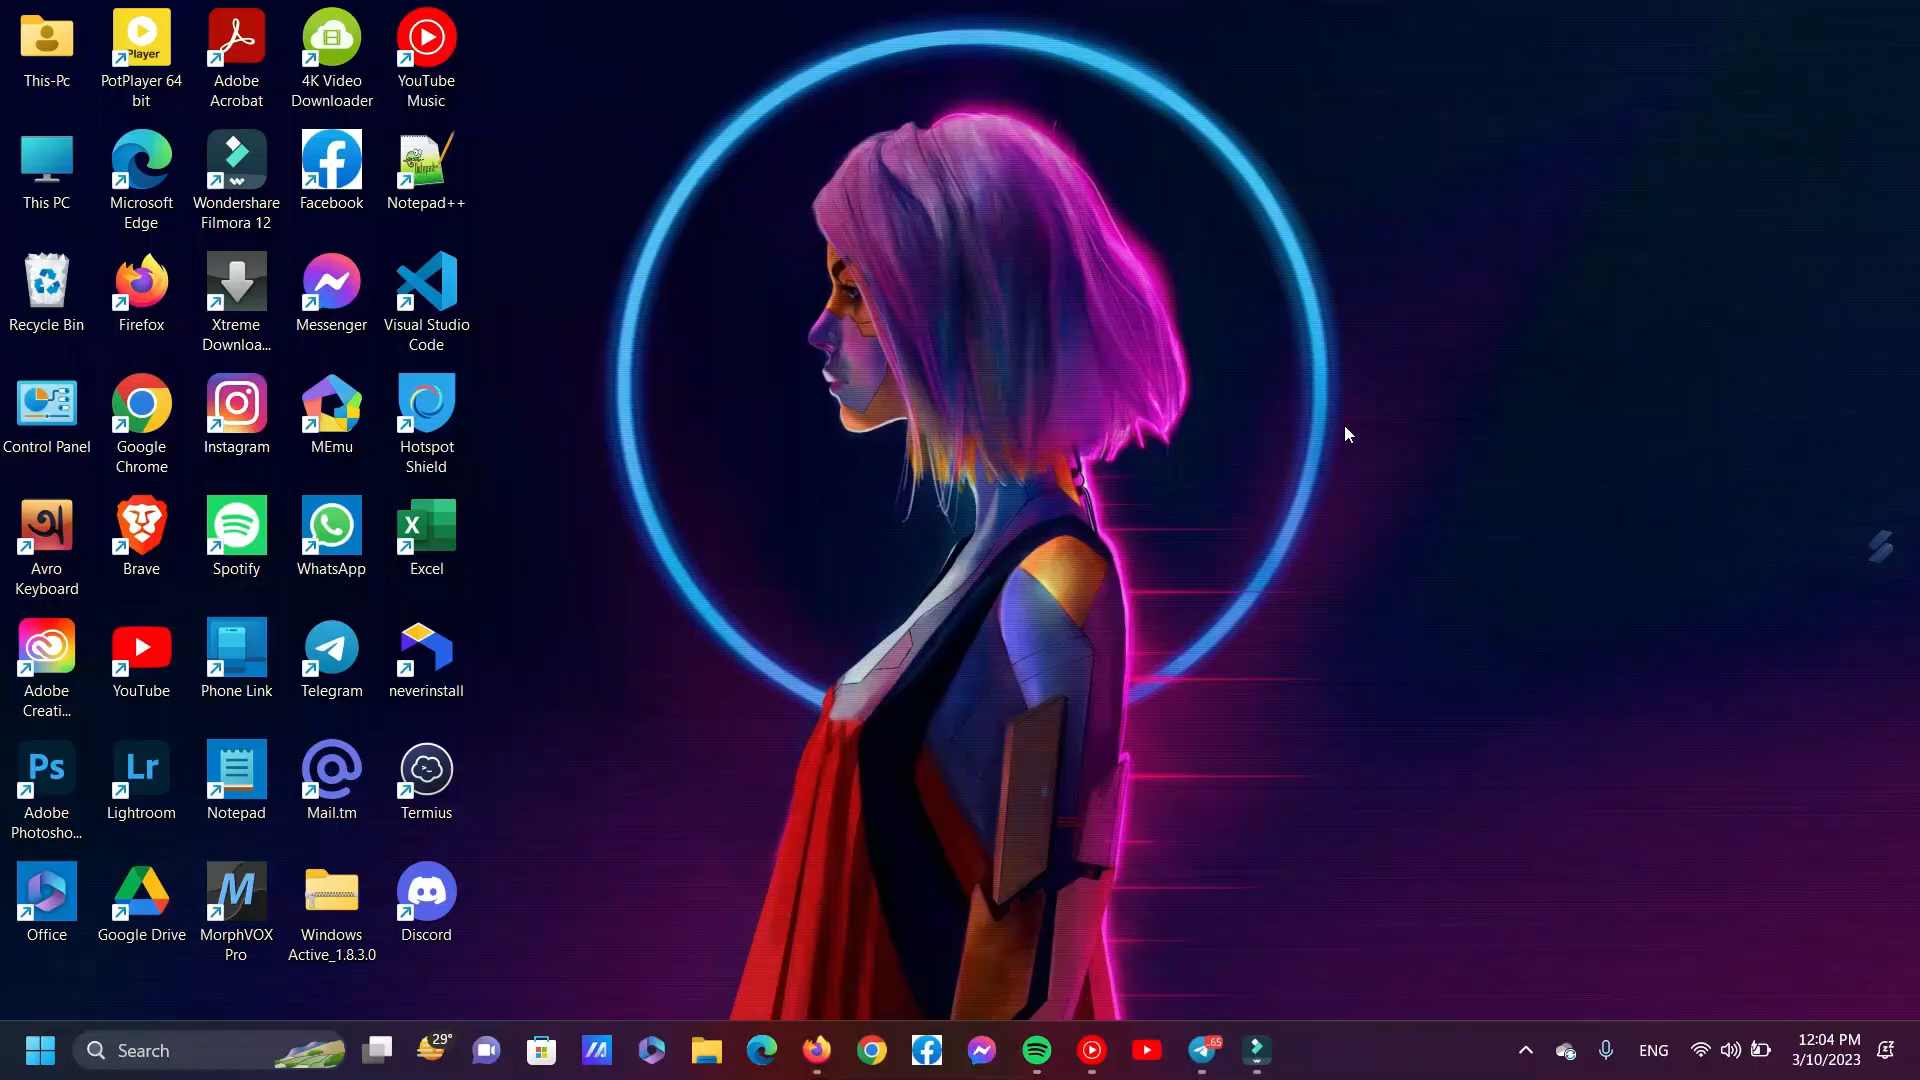 This-Pc
PotPlayer 64
bit
Adobe
Acrobat
4K Video
Downloader
YouTube
Music
This PC
Microsoft
Edge
Wondershare
Filmora 12
Facebook
Notepad++
Recycle Bin
Firefox
Xtreme
Downloa...
Messenger
Visual Studio
Code
Control Panel
Google
Chrome
Instagram
MEmu
Hotspot
Shield
Avro
Keyboard
Brave
Spotify
WhatsApp
Excel
Adobe
Creati...
YouTube
Phone Link
Telegram
neverinstall
Adobe
Photosho...
Lightroom
Notepad
Mail.tm
Termius
Office
Google Drive
MorphVOX
Pro
Windows
Active_1.8.3.0
Discord
Player
অ
X
Ps
Lr
M
Search
29°
..65
ENG
12:04 PM
3/10/2023